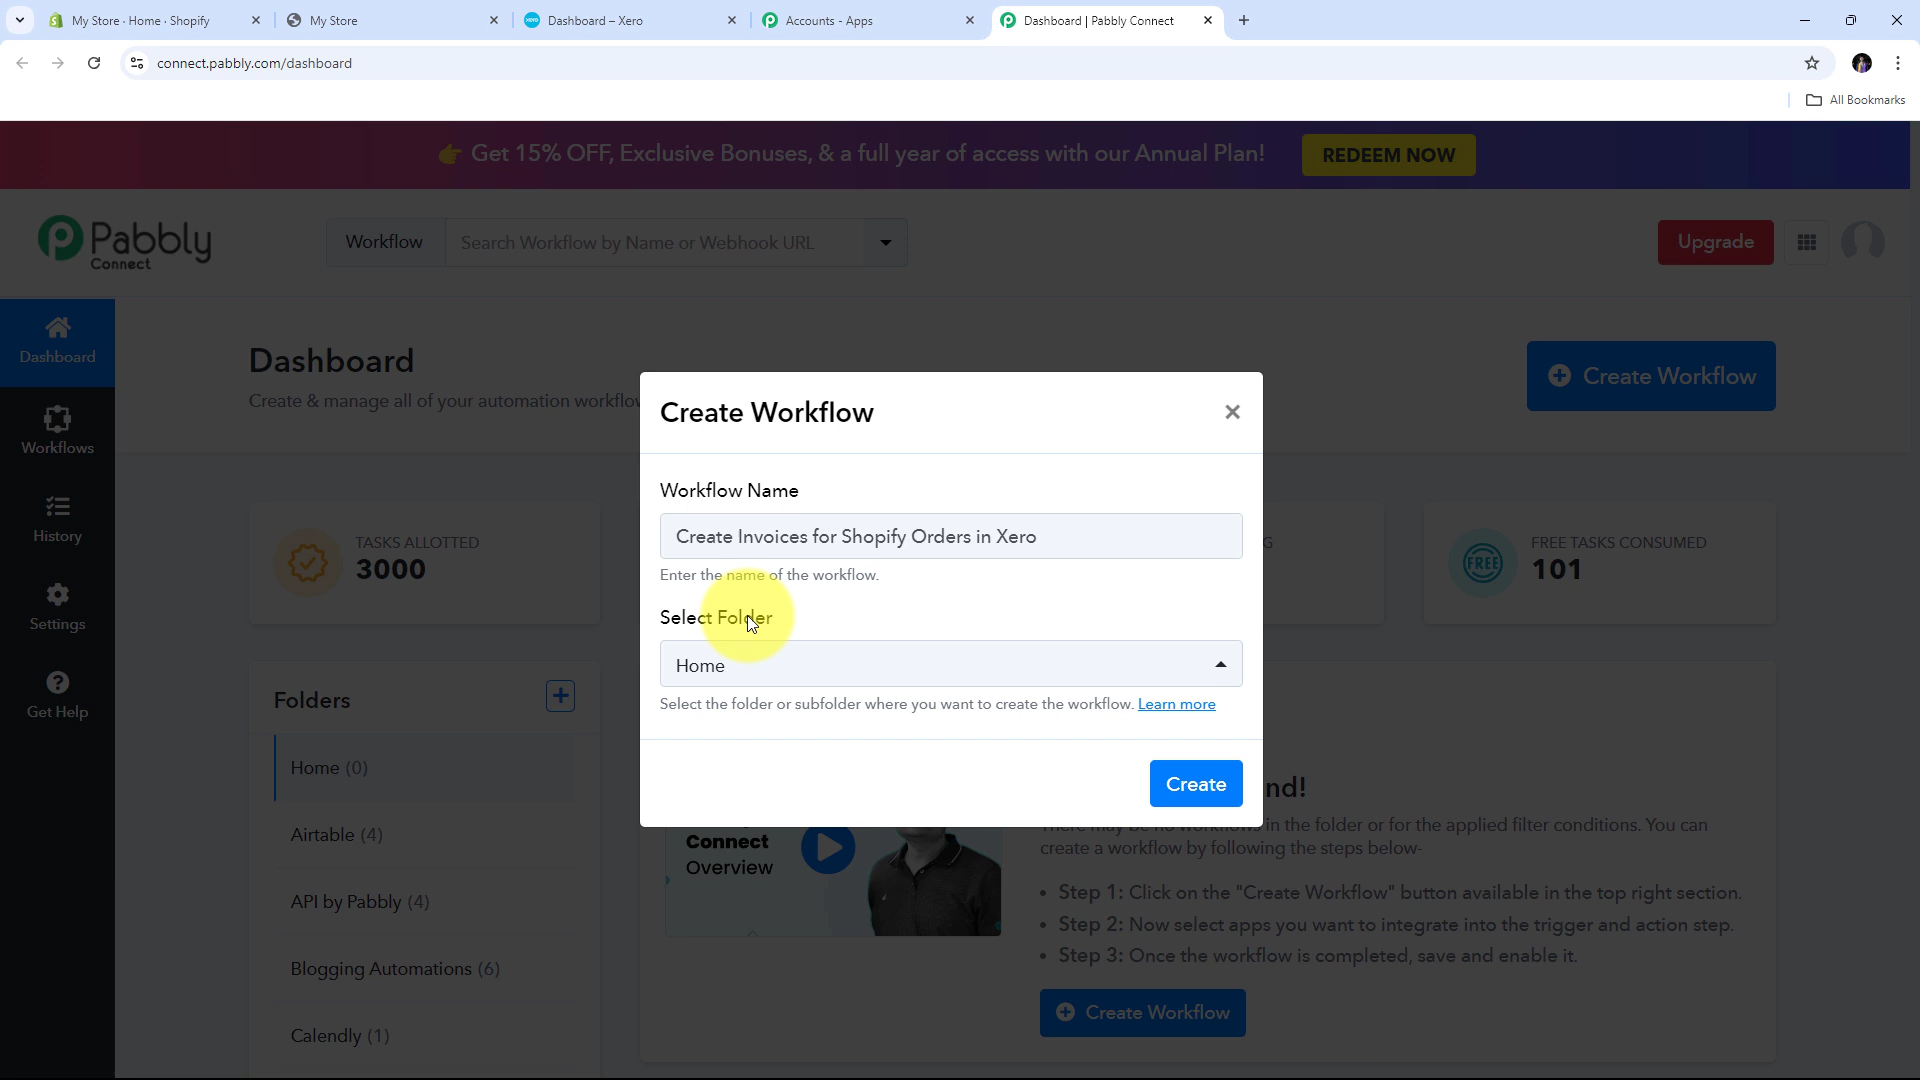 My Store · Home · Shopify
My Store
Dashboard – Xero
Accounts - Apps
Dashboard | Pabbly Connect
connect.pabbly.com/dashboard
All Bookmarks
👉 Get 15% OFF, Exclusive Bonuses, & a full year of access with our Annual Plan!
REDEEM NOW
Pabbly
Connect
Workflow
Search Workflow by Name or Webhook URL
Upgrade
Dashboard
Workflows
History
Settings
Get Help
Dashboard
Create & manage all of your automation
Create Workflow
TASKS ALLOTTED
3000
FREE TASKS CONSUMED
FREE
101
Create Workflow
Workflow Name
Create Invoices for Shopify Orders in Xero
Enter the name of the workflow.
Select Folder
Home
Select the folder or subfolder where you want to create the workflow. Learn more
Create
Folders
Home (0)
Airtable (4)
API by Pabbly (4)
Blogging Automations (6)
Calendly (1)
Connect
Overview
nd!
in the folder or for the applied filter conditions. You can
create a workflow by following the steps below-
• Step 1: Click on the "Create Workflow" button available in the top right section.
• Step 2: Now select apps you want to integrate into the trigger and action step.
• Step 3: Once the workflow is completed, save and enable it.
Create Workflow